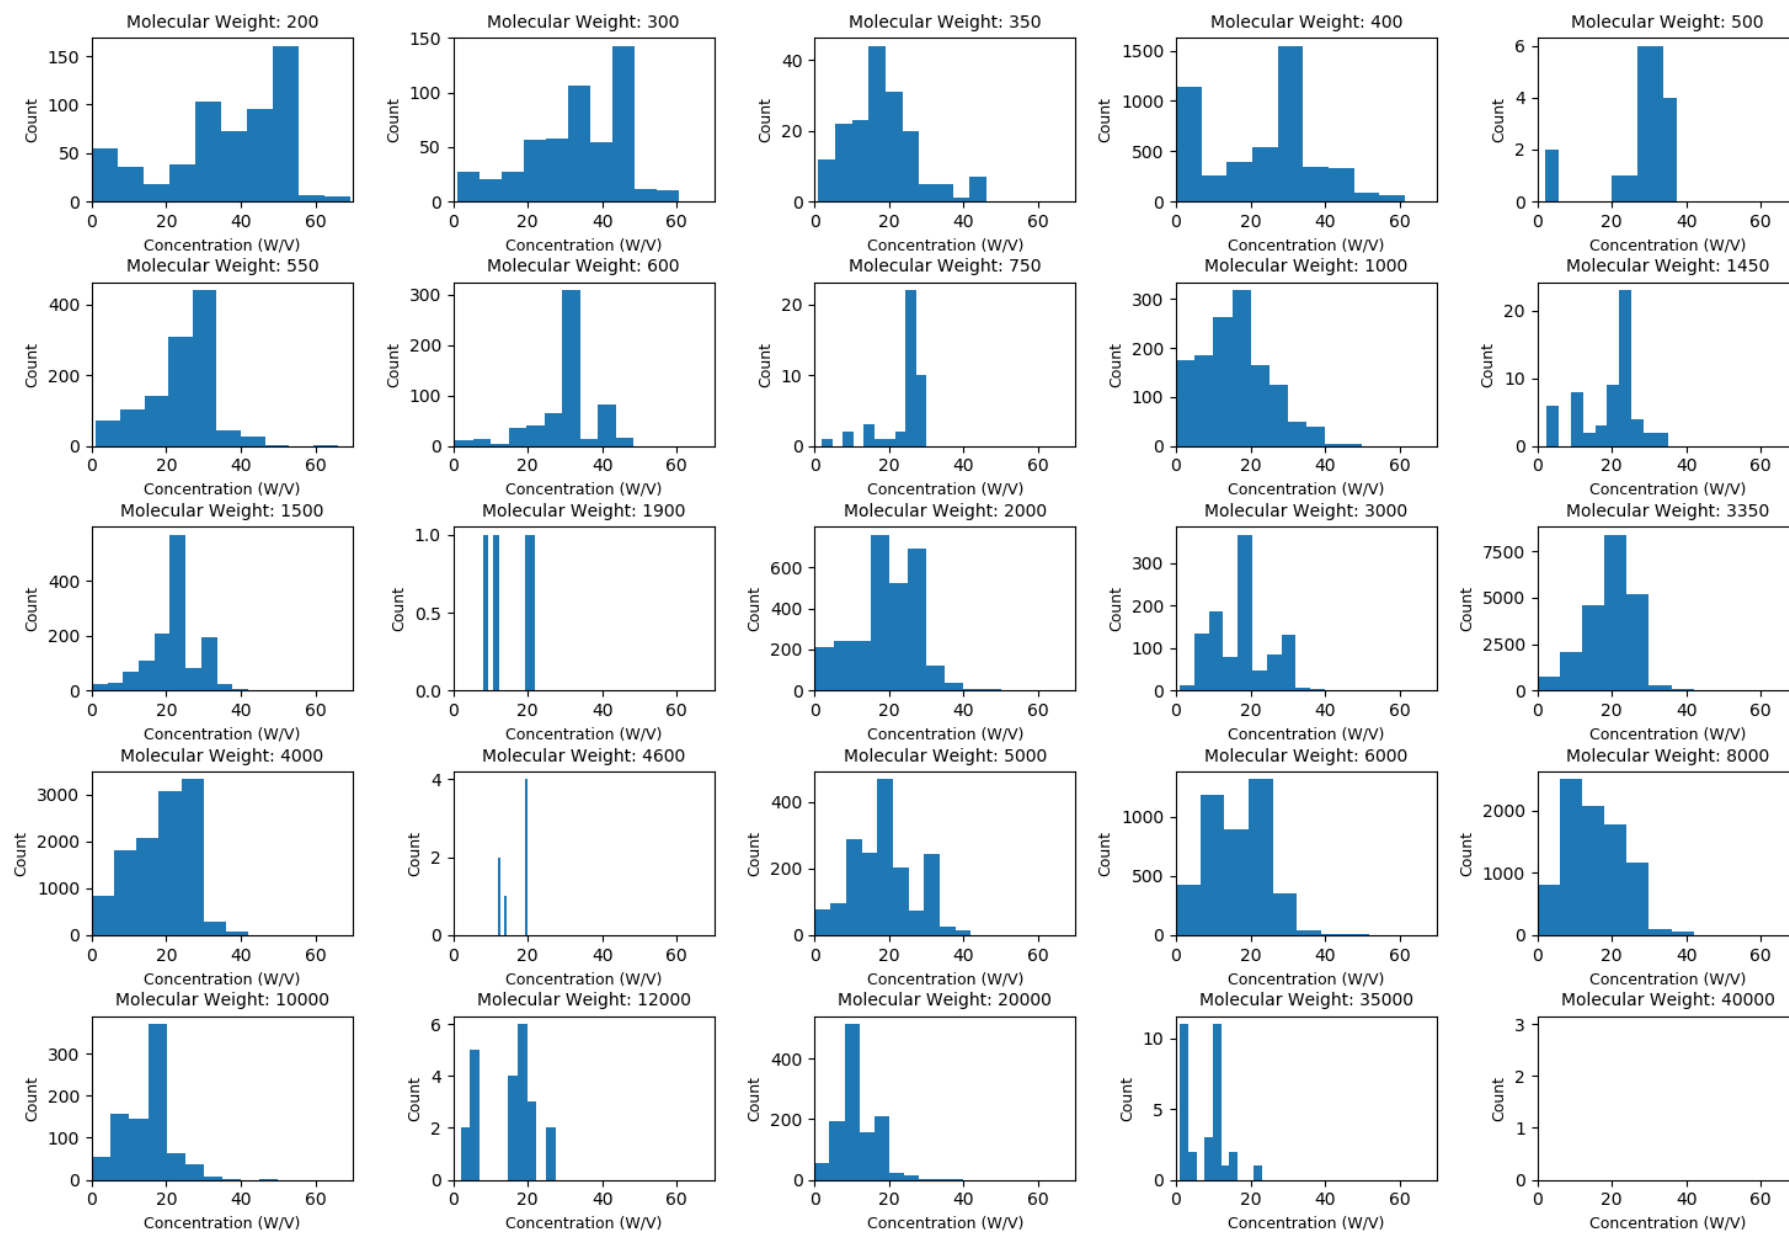 Molecular Weight: 200
150
100
50
0
Count
0 20 40 60
Concentration (W/V)
Molecular Weight: 300
150
100
50
0
Count
0 20 40 60
Concentration (W/V)
Molecular Weight: 350
40
20
0
Count
0 20 40 60
Concentration (W/V)
Molecular Weight: 400
1500
1000
500
0
Count
0 20 40 60
Concentration (W/V)
Molecular Weight: 500
6
4
2
0
Count
0 20 40 60
Concentration (W/V)
Molecular Weight: 550
400
200
0
Count
0 20 40 60
Concentration (W/V)
Molecular Weight: 600
300
200
100
0
Count
0 20 40 60
Concentration (W/V)
Molecular Weight: 750
20
10
0
Count
0 20 40 60
Concentration (W/V)
Molecular Weight: 1000
300
200
100
0
Count
0 20 40 60
Concentration (W/V)
Molecular Weight: 1450
20
10
0
Count
0 20 40 60
Concentration (W/V)
Molecular Weight: 1500
400
200
0
Count
0 20 40 60
Concentration (W/V)
Molecular Weight: 1900
1.0
0.5
0.0
Count
0 20 40 60
Concentration (W/V)
Molecular Weight: 2000
600
400
200
0
Count
0 20 40 60
Concentration (W/V)
Molecular Weight: 3000
300
200
100
0
Count
0 20 40 60
Concentration (W/V)
Molecular Weight: 3350
7500
5000
2500
0
Count
0 20 40 60
Concentration (W/V)
Molecular Weight: 4000
3000
2000
1000
0
Count
0 20 40 60
Concentration (W/V)
Molecular Weight: 4600
4
2
0
Count
0 20 40 60
Concentration (W/V)
Molecular Weight: 5000
400
200
0
Count
0 20 40 60
Concentration (W/V)
Molecular Weight: 6000
1000
500
0
Count
0 20 40 60
Concentration (W/V)
Molecular Weight: 8000
2000
1000
0
Count
0 20 40 60
Concentration (W/V)
Molecular Weight: 10000
300
200
100
0
Count
0 20 40 60
Concentration (W/V)
Molecular Weight: 12000
6
4
2
0
Count
0 20 40 60
Concentration (W/V)
Molecular Weight: 20000
400
200
0
Count
0 20 40 60
Concentration (W/V)
Molecular Weight: 35000
10
5
0
Count
0 20 40 60
Concentration (W/V)
Molecular Weight: 40000
3
2
1
0
Count
0 20 40 60
Concentration (W/V)